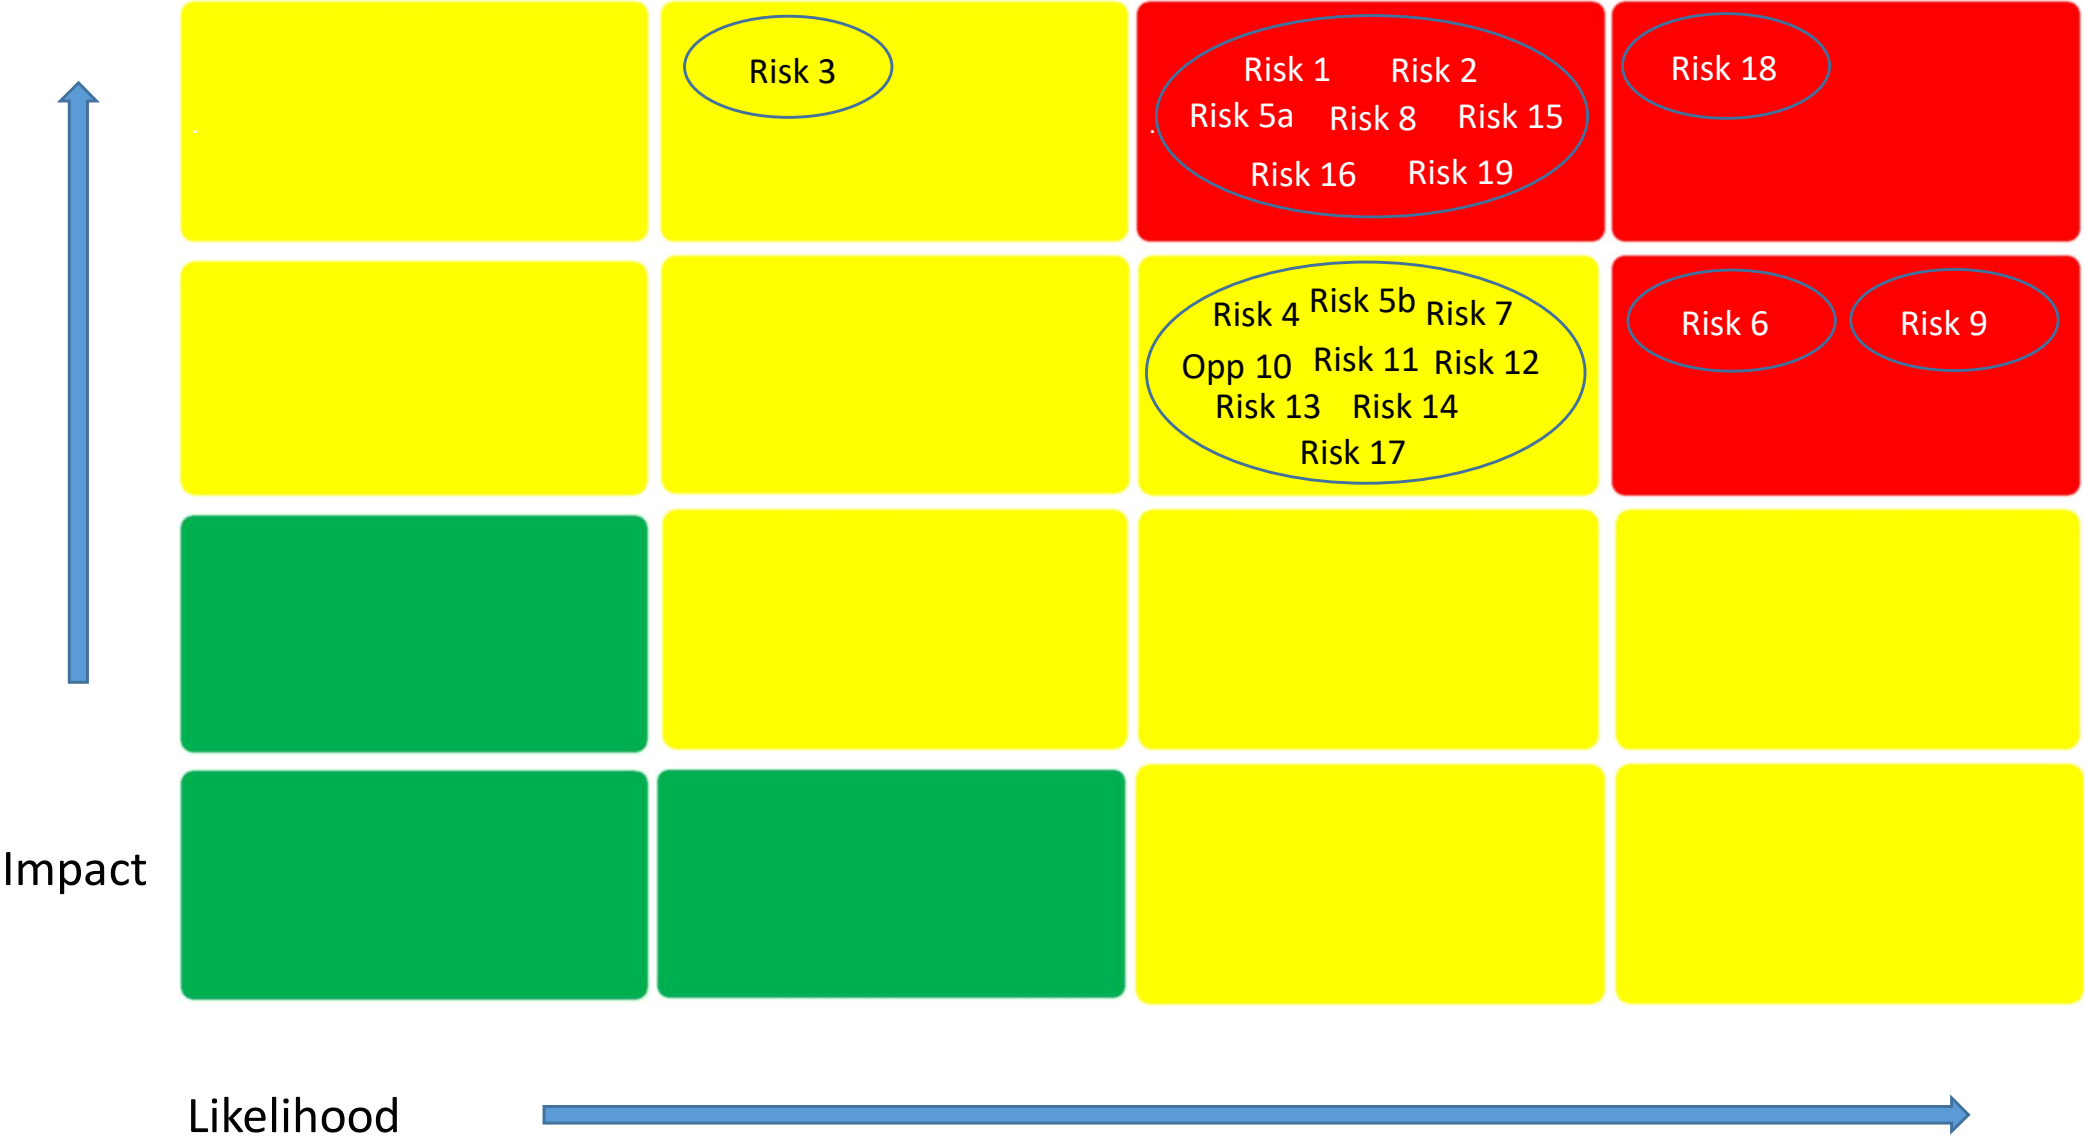 Risk 3
Risk 1 Risk 2
Risk 5a Risk 8 Risk 15
Risk 16 Risk 19
Risk 18
Risk 4 Risk 5b Risk 7
Opp 10 Risk 11 Risk 12
Risk 13 Risk 14
Risk 17
Risk 6 Risk 9
Impact
Likelihood